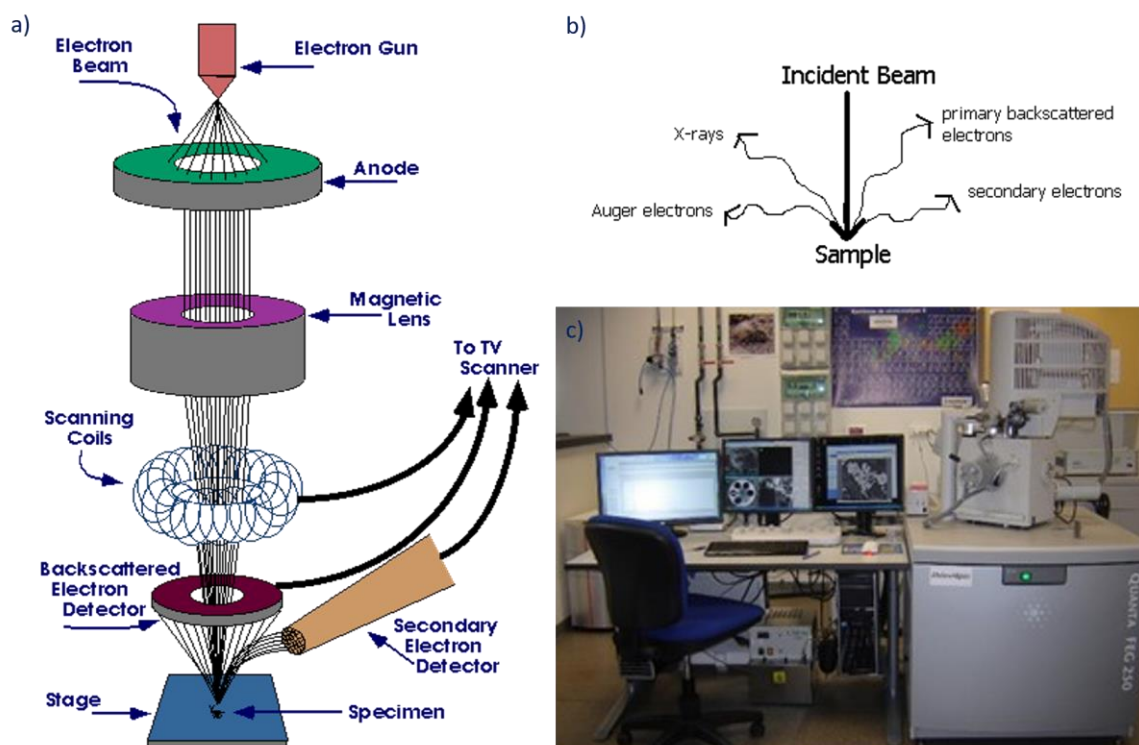 a)
Electron
Beam
Electron Gun
Anode
Magnetic
Lens
To TV
Scanner
Scanning
Coils
Backscattered
Electron
Detector
Secondary
Electron
Detector
Stage
Specimen
b)
Incident Beam
X-rays
primary backscattered
electrons
Auger electrons
secondary electrons
Sample
c)
QUANTA FEG 250